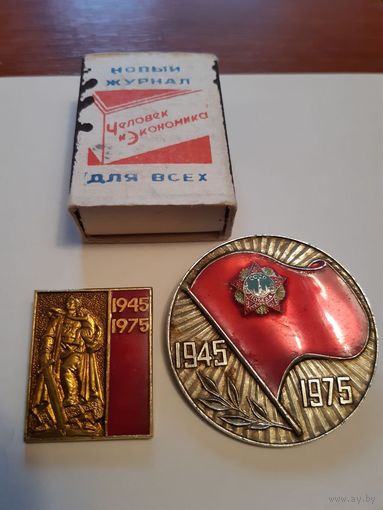 НОВЫЙ
ЖУРНАЛ
Человек
и Экономика
ДЛЯ ВСЕХ
1945
1975
1945
1975
www.ay.by